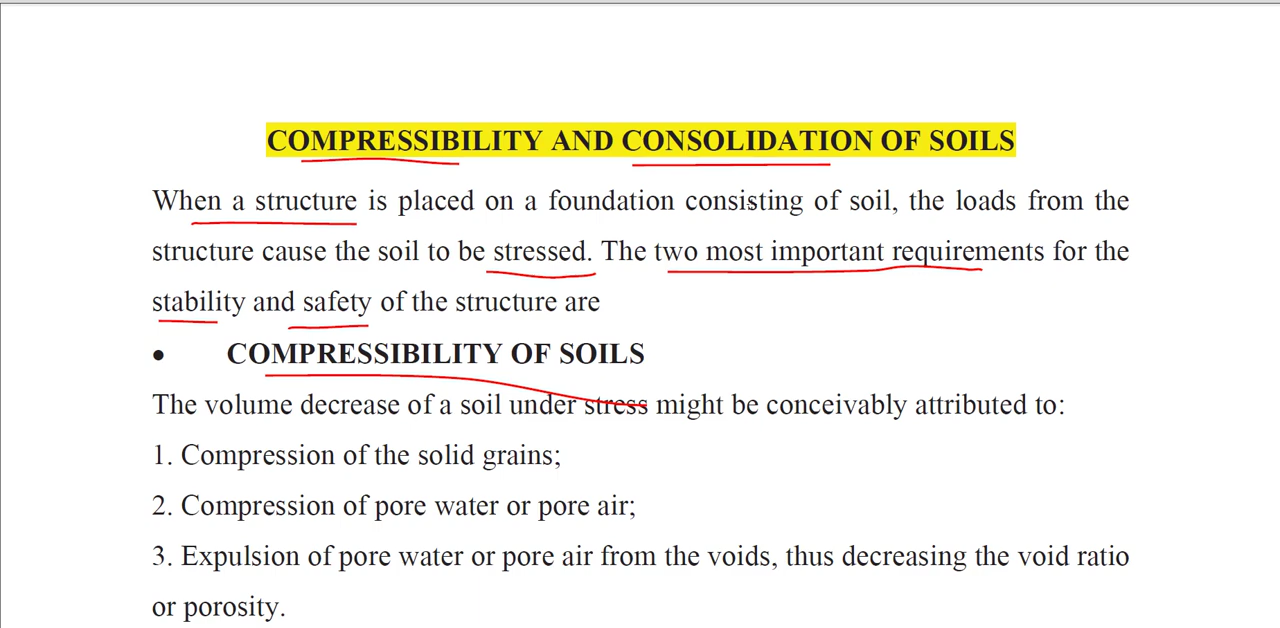 COMPRESSIBILITY AND CONSOLIDATION OF SOILS
When a structure is placed on a foundation consisting of soil, the loads from the
structure cause the soil to be stressed. The two most important requirements for the
stability and safety of the structure are
• COMPRESSIBILITY OF SOILS
The volume decrease of a soil under stress might be conceivably attributed to:
1. Compression of the solid grains;
2. Compression of pore water or pore air;
3. Expulsion of pore water or pore air from the voids, thus decreasing the void ratio
or porosity.